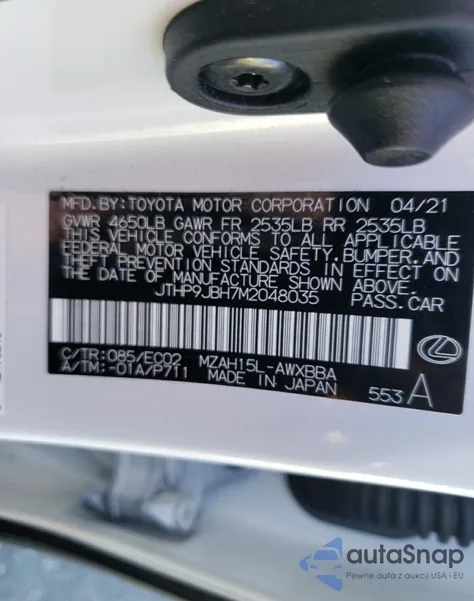 MFD.BY:TOYOTA MOTOR CORPORATION 04/21
GVWR 4650LB GAWR FR 2535LB RR 2535LB
THIS VEHICLE CONFORMS TO ALL APPLICABLE
FEDERAL MOTOR VEHICLE SAFETY, BUMPER, AND
THEFT PREVENTION STANDARDS IN EFFECT ON
THE DATE OF MANUFACTURE SHOWN ABOVE.
JTHP9JBH7M2048035 PASS.CAR
C/TR:085/EC02 MZAH15L-AWXBBA
A/TM:-01A/P711 MADE IN JAPAN 553 A
autoSnap
Pewne auta z aukcji USA i EU